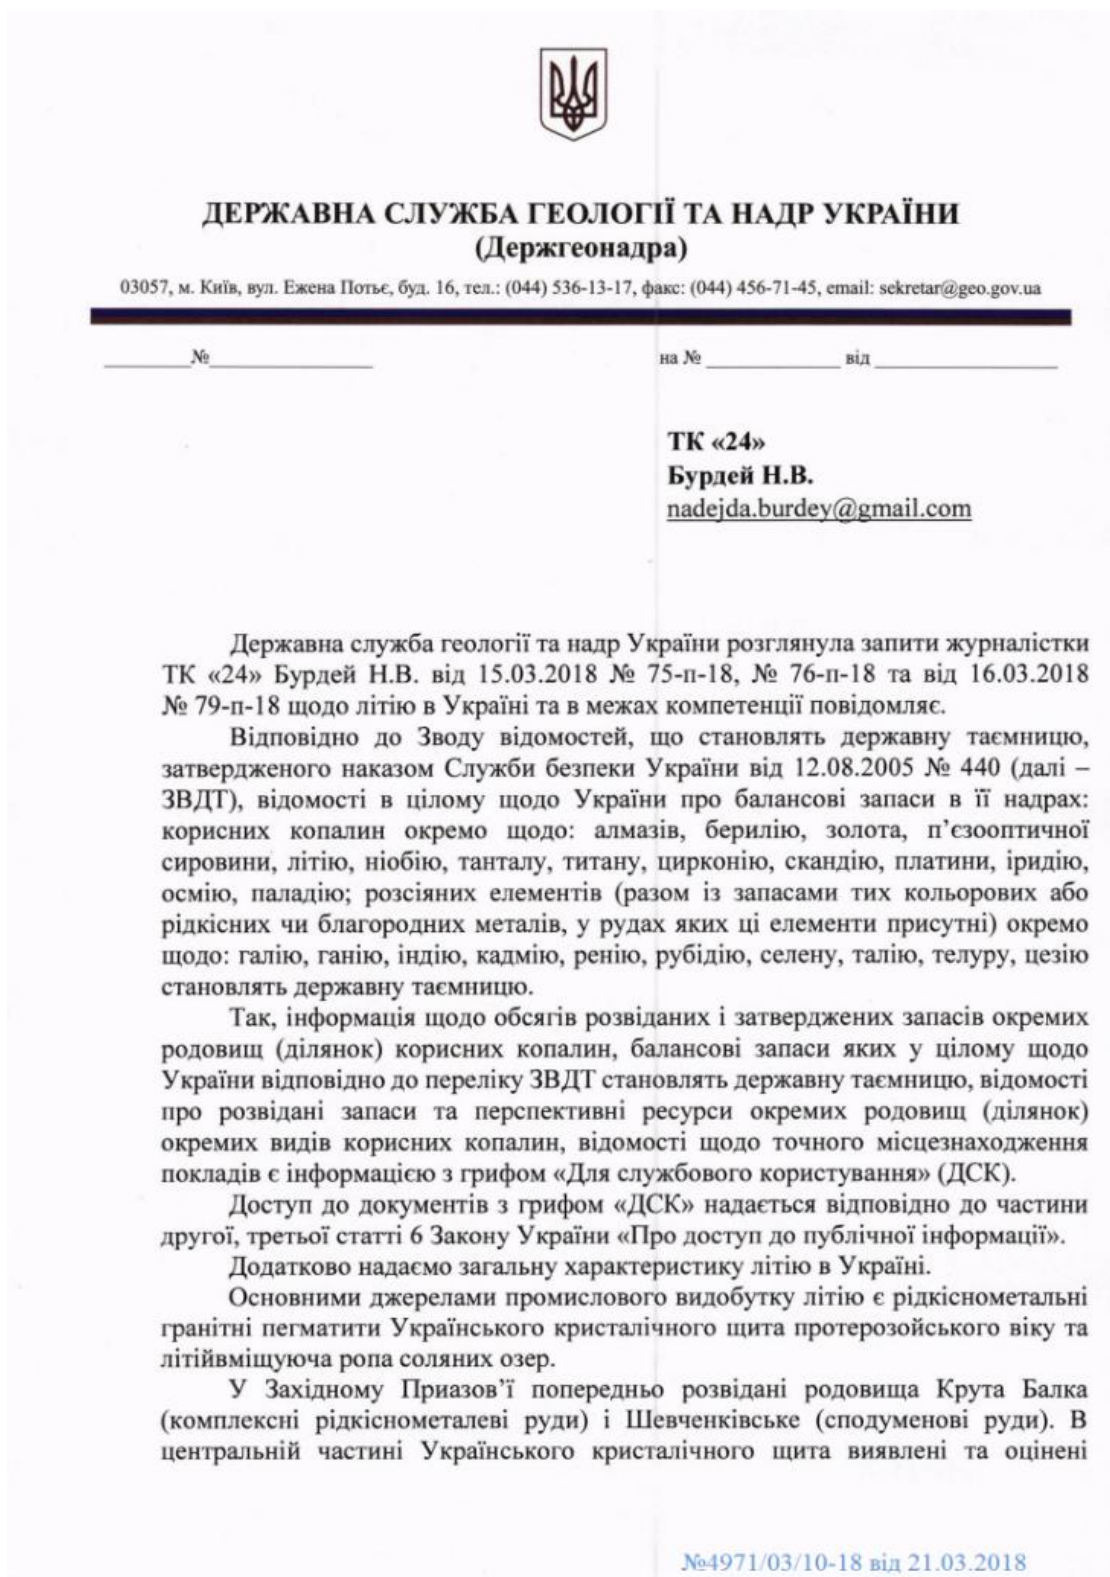 ДЕРЖАВНА СЛУЖБА ГЕОЛОГІЇ ТА НАДР УКРАЇНИ
(Держгеонадра)
03057, м. Київ, вул. Ежена Потьє, буд. 16, тел.: (044) 536-13-17, факс: (044) 456-71-45, email: sekretar@geo.gov.ua
________№________________ на № ______________ від __________________
ТК «24»
Бурдей Н.В.
nadejda.burdey@gmail.com
Державна служба геології та надр України розглянула запити журналістки
ТК «24» Бурдей Н.В. від 15.03.2018 № 75-п-18, № 76-п-18 та від 16.03.2018
№ 79-п-18 щодо літію в Україні та в межах компетенції повідомляє.
Відповідно до Зводу відомостей, що становлять державну таємницю,
затвердженого наказом Служби безпеки України від 12.08.2005 № 440 (далі –
ЗВДТ), відомості в цілому щодо України про балансові запаси в її надрах:
корисних копалин окремо щодо: алмазів, берилію, золота, п’єзооптичної
сировини, літію, ніобію, танталу, титану, цирконію, скандію, платини, іридію,
осмію, паладію; розсіяних елементів (разом із запасами тих кольорових або
рідкісних чи благородних металів, у рудах яких ці елементи присутні) окремо
щодо: галію, ганію, індію, кадмію, ренію, рубідію, селену, талію, телуру, цезію
становлять державну таємницю.
Так, інформація щодо обсягів розвіданих і затверджених запасів окремих
родовищ (ділянок) корисних копалин, балансові запаси яких у цілому щодо
України відповідно до переліку ЗВДТ становлять державну таємницю, відомості
про розвідані запаси та перспективні ресурси окремих родовищ (ділянок)
окремих видів корисних копалин, відомості щодо точного місцезнаходження
покладів є інформацією з грифом «Для службового користування» (ДСК).
Доступ до документів з грифом «ДСК» надається відповідно до частини
другої, третьої статті 6 Закону України «Про доступ до публічної інформації».
Додатково надаємо загальну характеристику літію в Україні.
Основними джерелами промислового видобутку літію є рідкіснометальні
гранітні пегматити Українського кристалічного щита протерозойського віку та
літійвміщуюча ропа соляних озер.
У Західному Приазов’ї попередньо розвідані родовища Крута Балка
(комплексні рідкіснометалеві руди) і Шевченківське (сподуменові руди). В
центральній частині Українського кристалічного щита виявлені та оцінені
№4971/03/10-18 від 21.03.2018